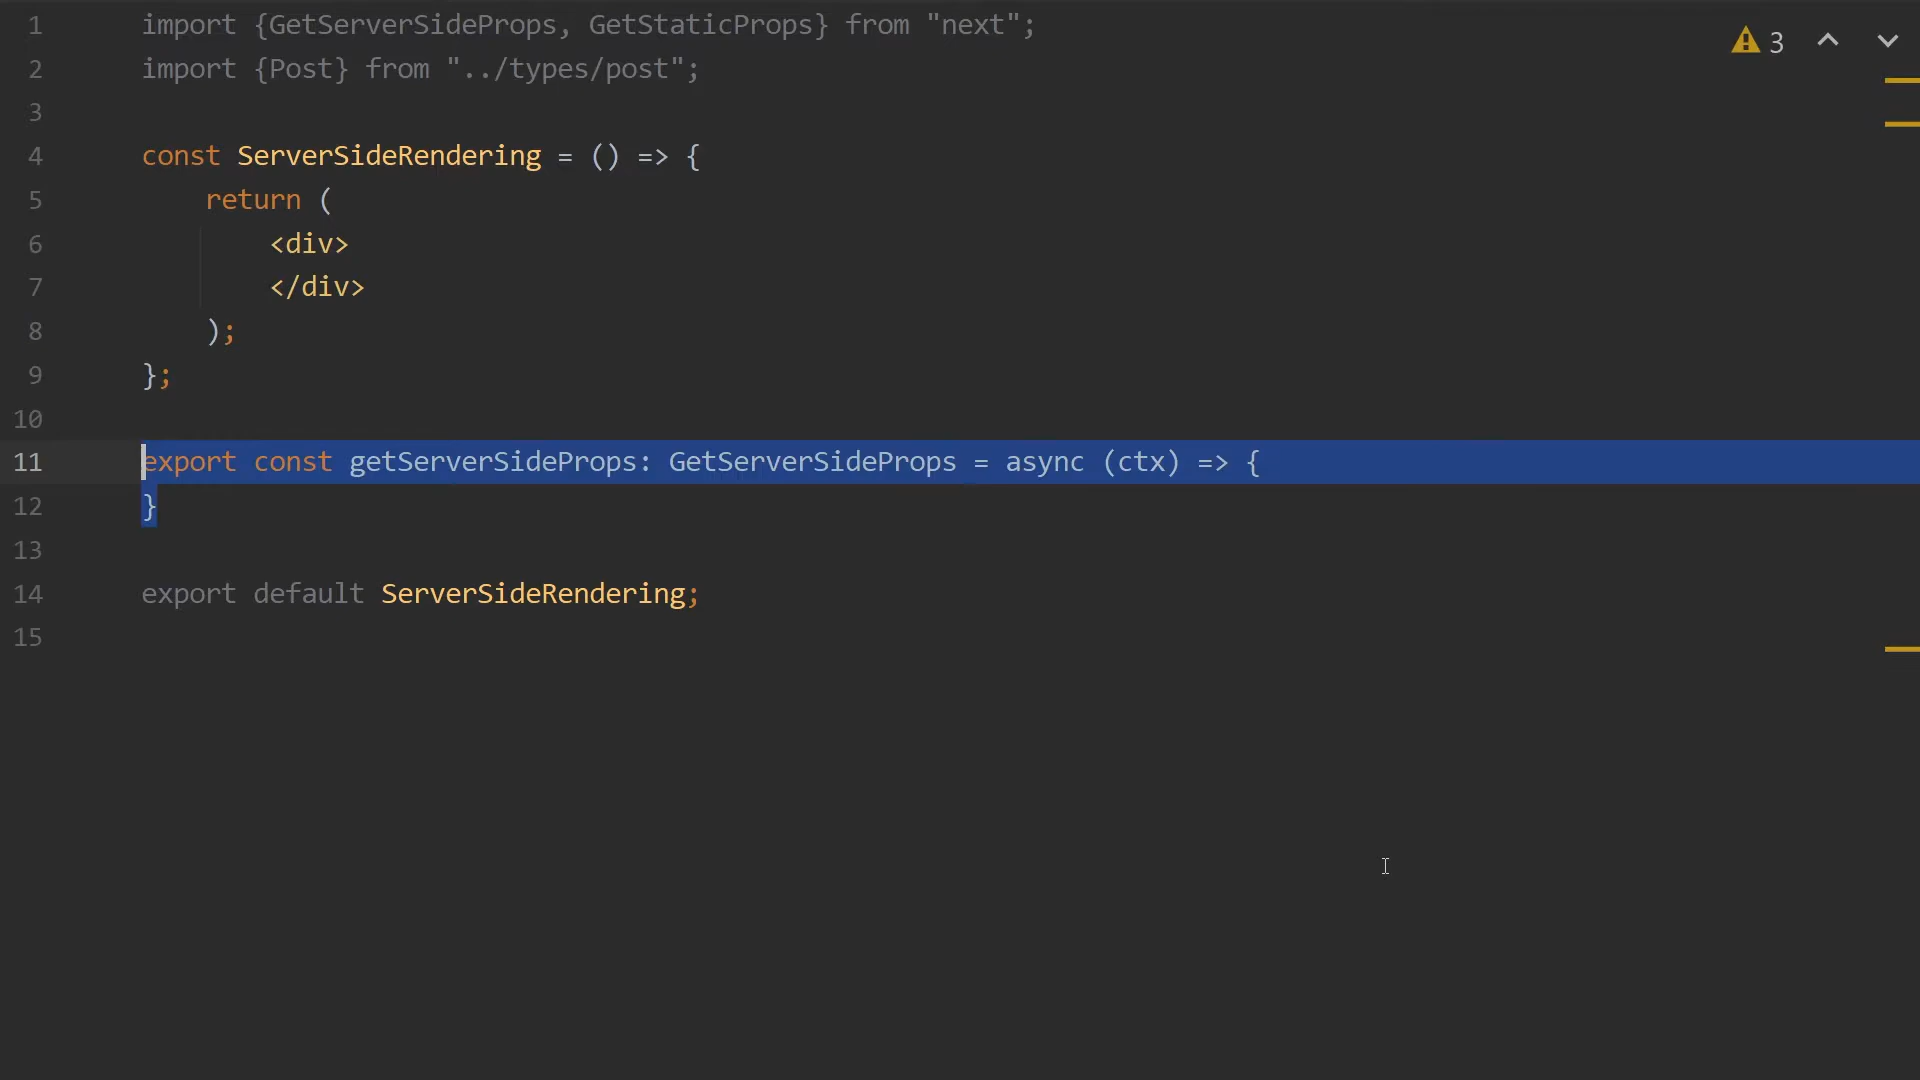 1 import {GetServerSideProps, GetStaticProps} from "next";
2 import {Post} from "../types/post";
3
4 const ServerSideRendering = () => {
5 return (
6 <div>
7 </div>
8 );
9 };
10
11 export const getServerSideProps: GetServerSideProps = async (ctx) => {
12 }
13
14 export default ServerSideRendering;
15
3